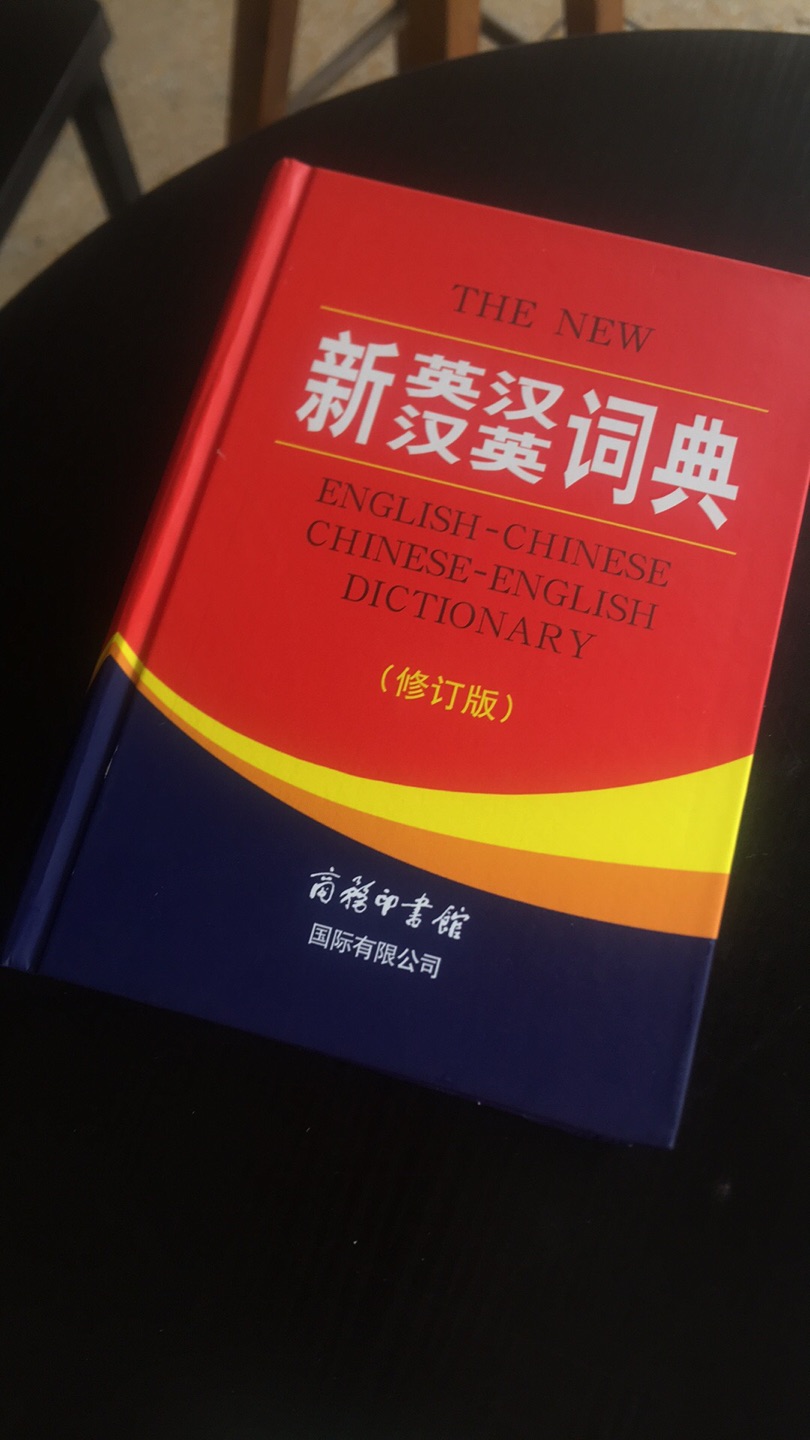 THE NEW
新英汉汉英词典
ENGLISH-CHINESE
CHINESE-ENGLISH
DICTIONARY
(修订版)
商務印書館
国际有限公司